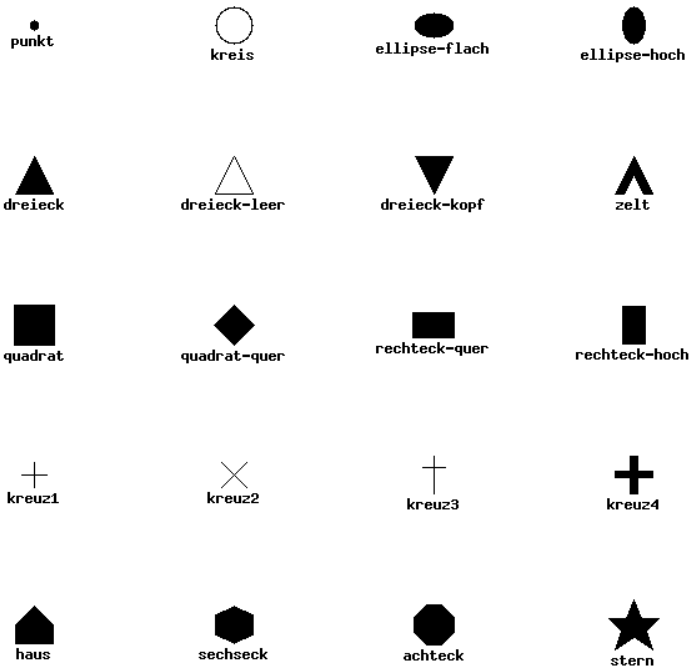 punkt
kreis
ellipse-flach
ellipse-hoch
dreieck
dreieck-leer
dreieck-kopf
zelt
quadrat
quadrat-quer
rechteck-quer
rechteck-hoch
kreuz1
kreuz2
kreuz3
kreuz4
haus
sechseck
achteck
stern